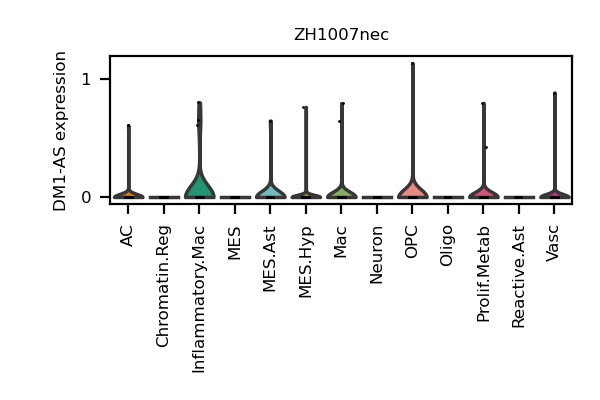 ZH1007nec
DM1-AS expression
1
0
AC
Chromatin.Reg
Inflammatory.Mac
MES
MES.Ast
MES.Hyp
Mac
Neuron
OPC
Oligo
Prolif.Metab
Reactive.Ast
Vasc